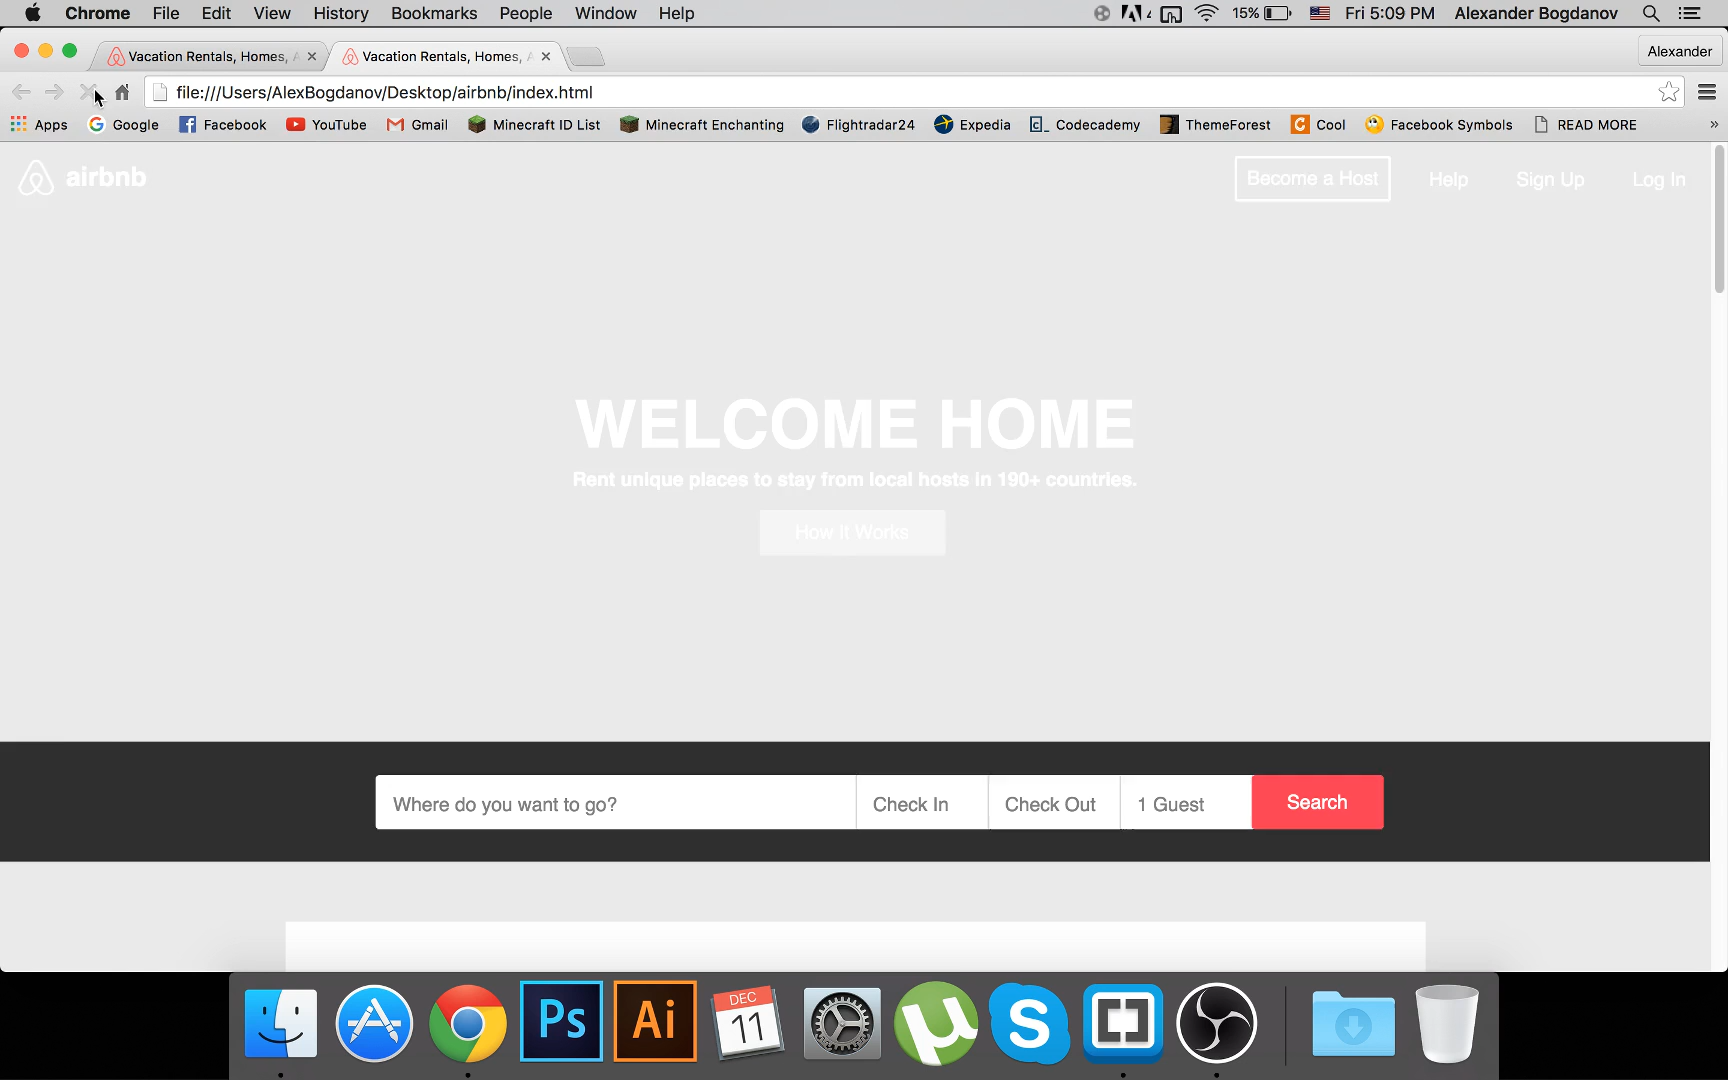 Chrome File Edit View History Bookmarks People Window Help 15% Fri 5:09 PM Alexander Bogdanov
Vacation Rentals, Homes, Vacation Rentals, Homes, Alexander
file:///Users/AlexBogdanov/Desktop/airbnb/index.html
Apps Google Facebook YouTube Gmail Minecraft ID List Minecraft Enchanting Flightradar24 Expedia Codecademy ThemeForest Cool Facebook Symbols READ MORE »
airbnb Become a Host Help Sign Up Log In
WELCOME HOME
Rent unique places to stay from local hosts in 190+ countries.
How It Works
Where do you want to go? Check In Check Out 1 Guest Search
Ps Ai DEC 11 µ S